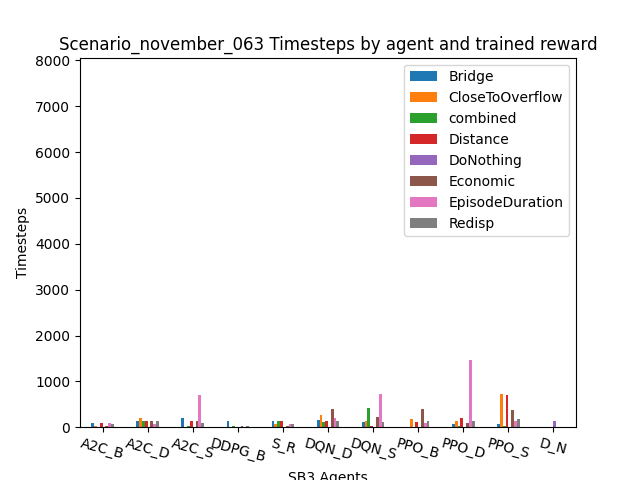 Scenario_november_063 Timesteps by agent and trained reward
8000
7000
6000
5000
4000
3000
2000
1000
0
Timesteps
Bridge
CloseToOverflow
combined
Distance
DoNothing
Economic
EpisodeDuration
Redisp
A2C_B
A2C_D
A2C_S
DDPG_B
S_R
DQN_D
DQN_S
PPO_B
PPO_D
PPO_S
D_N
SB3 Agents